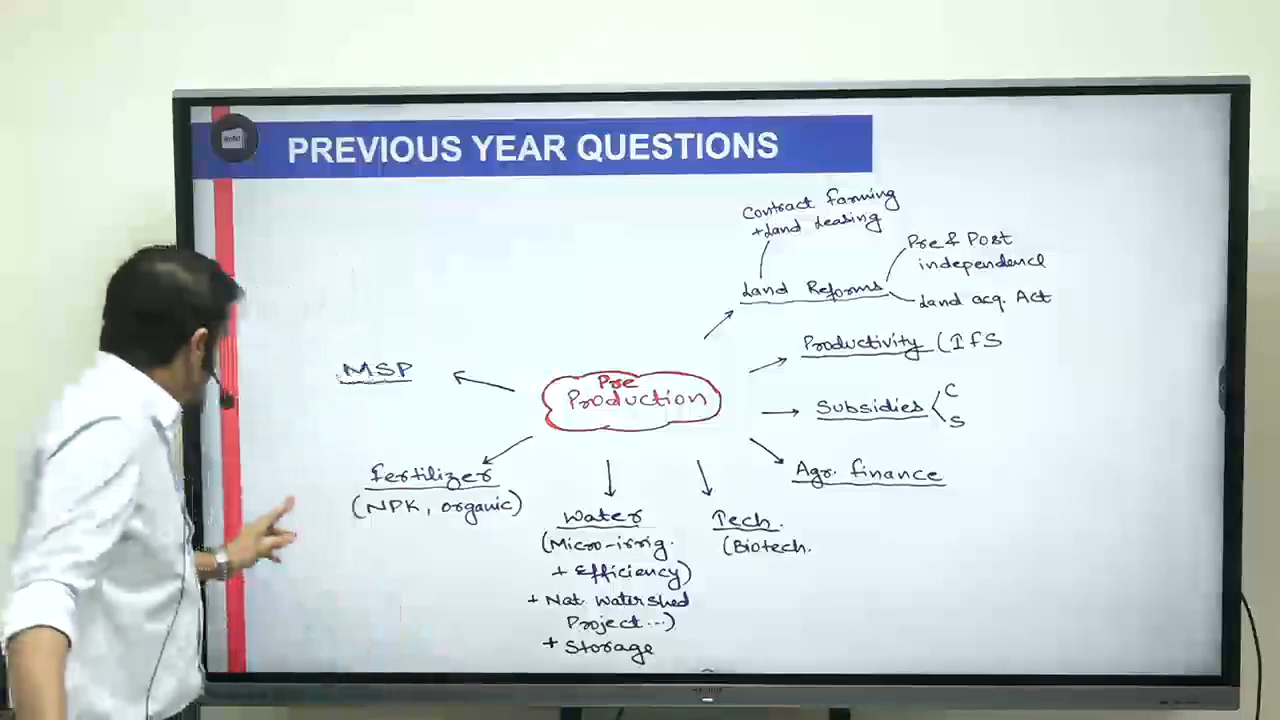 PREVIOUS YEAR QUESTIONS
Contract farming
+Land Leasing
Pre & Post
independence
Land Reforms
Land acq. Act
Productivity (IFS
MSP
Pre
Production
Subsidies
C
S
Fertilizer
(NPK, organic)
Agr. finance
Water
(Micro-irrig.
+ Efficiency)
+ Nat. Watershed
Project...)
+ Storage
Tech.
(Biotech.